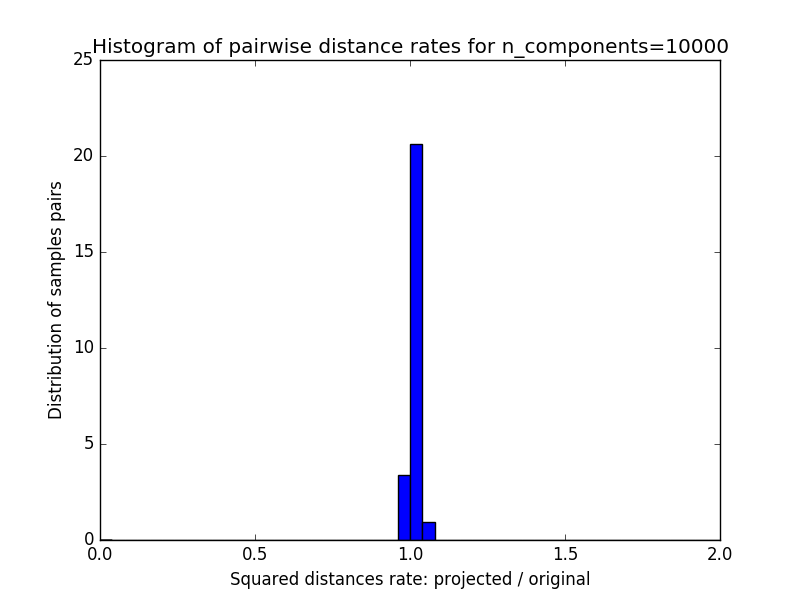 Histogram of pairwise distance rates for n_components=10000
25
20
15
10
5
0
Distribution of samples pairs
0.0 0.5 1.0 1.5 2.0
Squared distances rate: projected / original